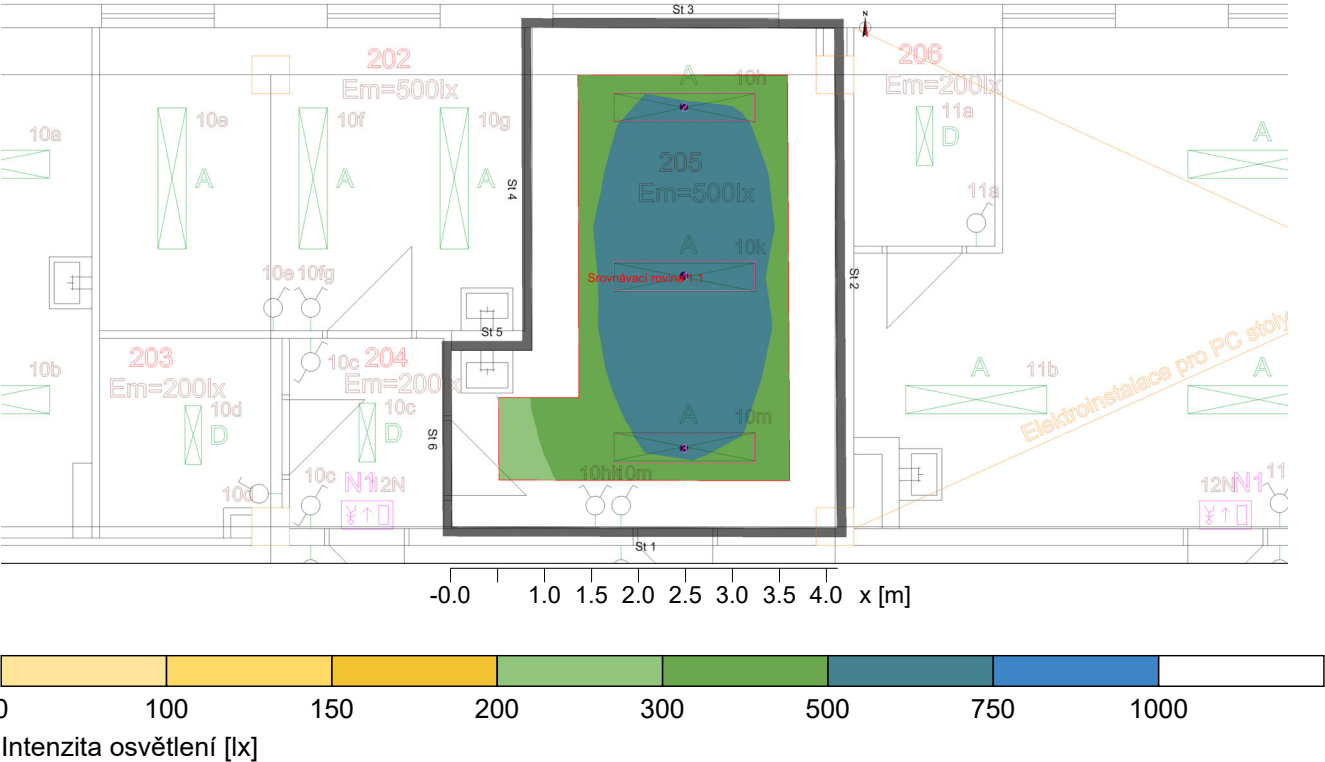 St 3
N
202
Em=500lx
A
10h
206
Em=200lx
10a
10e
10f
10g
11a
D
A
205
Em=500lx
A
A
A
St 4
11a
A
10k
Srovnávací rovina 1.1
St 2
10e
10fg
St 5
203
Em=200lx
10c
204
Em=200lx
10b
10d
D
10c
D
St 6
A
10m
A
11b
A
Elektroinstalace pro PC stoly
10d
10c
N1
12N
10hl
10m
12N
N1
11
St 1
-0.0 1.0 1.5 2.0 2.5 3.0 3.5 4.0 x [m]
0 100 150 200 300 500 750 1000
Intenzita osvětlení [lx]